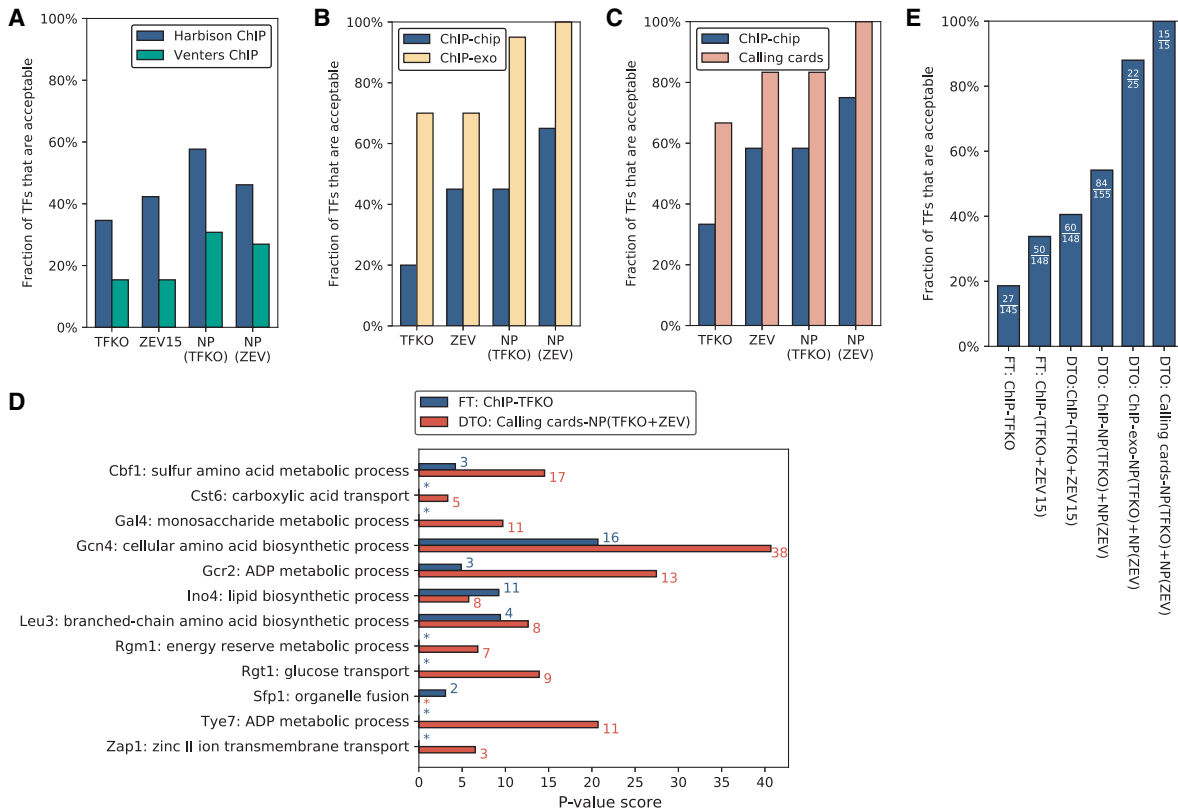 A
100%
80%
60%
40%
20%
0%
Fraction of TFs that are acceptable
Harbison ChIP
Venters ChIP
TFKO
ZEV15
NP
(TFKO)
NP
(ZEV)
B
100%
80%
60%
40%
20%
0%
Fraction of TFs that are acceptable
ChIP-chip
ChIP-exo
TFKO
ZEV
NP
(TFKO)
NP
(ZEV)
C
100%
80%
60%
40%
20%
0%
Fraction of TFs that are acceptable
ChIP-chip
Calling cards
TFKO
ZEV
NP
(TFKO)
NP
(ZEV)
E
100%
80%
60%
40%
20%
0%
Fraction of TFs that are acceptable
27
145
50
148
60
148
84
155
22
25
15
15
FT: ChIP-TFKO
FT: ChIP-(TFKO+ZEV15)
DTO:ChIP-(TFKO+ZEV15)
DTO: ChIP-NP(TFKO)+NP(ZEV)
DTO: ChIP-exo-NP(TFKO)+NP(ZEV)
DTO: Calling cards-NP(TFKO)+NP(ZEV)
D
FT: ChIP-TFKO
DTO: Calling cards-NP(TFKO+ZEV)
Cbf1: sulfur amino acid metabolic process
3
17
Cst6: carboxylic acid transport
*
5
Gal4: monosaccharide metabolic process
*
11
Gcn4: cellular amino acid biosynthetic process
16
38
Gcr2: ADP metabolic process
3
13
Ino4: lipid biosynthetic process
11
8
Leu3: branched-chain amino acid biosynthetic process
4
8
Rgm1: energy reserve metabolic process
*
7
Rgt1: glucose transport
*
9
Sfp1: organelle fusion
2
*
Tye7: ADP metabolic process
*
11
Zap1: zinc II ion transmembrane transport
*
3
0 5 10 15 20 25 30 35 40
P-value score